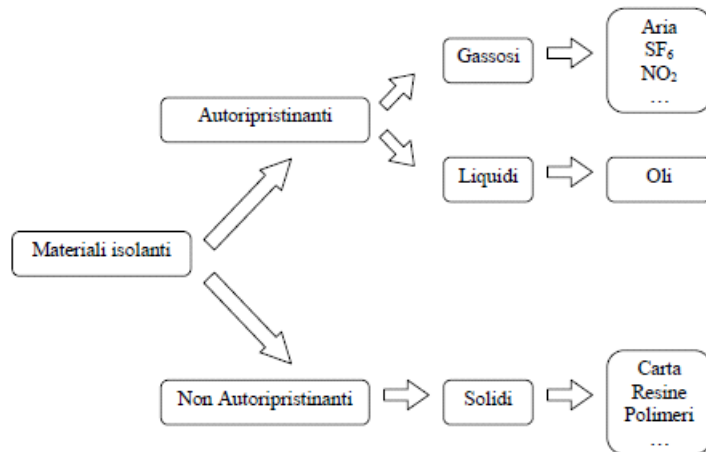 Materiali isolanti
Autoripristinanti
Gassosi
Aria
SF₆
NO₂
…
Liquidi
Oli
Non Autoripristinanti
Solidi
Carta
Resine
Polimeri
…